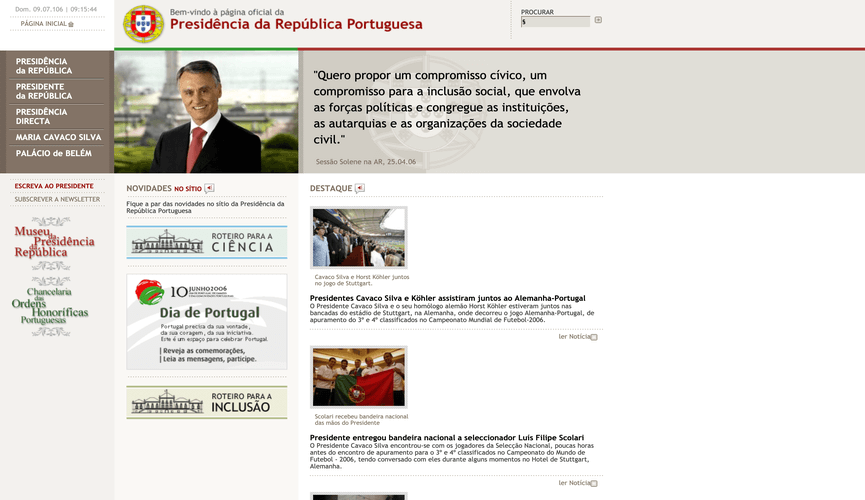 Dom. 09.07.106 | 09:15:44
PÁGINA INICIAL
Bem-vindo à página oficial da
Presidência da República Portuguesa
PROCURAR
$
PRESIDÊNCIA
da REPÚBLICA
PRESIDENTE
da REPÚBLICA
PRESIDÊNCIA
DIRECTA
MARIA CAVACO SILVA
PALÁCIO de BELÉM
"Quero propor um compromisso cívico, um
compromisso para a inclusão social, que envolva
as forças políticas e congregue as instituições,
as autarquias e as organizações da sociedade
civil."
Sessão Solene na AR, 25.04.06
ESCREVA AO PRESIDENTE
SUBSCREVER A NEWSLETTER
Museu
da Presidência
da República
Chancelaria
das
Ordens
Honoríficas
Portuguesas
NOVIDADES NO SÍTIO
Fique a par das novidades no sítio da Presidência da
República Portuguesa
ROTEIRO PARA A
CIÊNCIA
10 JUNHO2006
Dia de Portugal
Portugal precisa da sua vontade,
da sua coragem, da sua iniciativa.
Este é um espaço para celebrar Portugal.
Reveja as comemorações,
Leia as mensagens, participe.
ROTEIRO PARA A
INCLUSÃO
DESTAQUE
Cavaco Silva e Horst Köhler juntos
no jogo de Stuttgart.
Presidentes Cavaco Silva e Köhler assistiram juntos ao Alemanha-Portugal
O Presidente Cavaco Silva e o seu homólogo alemão Horst Köhler estiveram juntos nas
bancadas do estádio de Stuttgart, na Alemanha, onde decorreu o jogo Alemanha-Portugal, de
apuramento do 3º e 4º classificados no Campeonato Mundial de Futebol-2006.
ler Notícia
Scolari recebeu bandeira nacional
das mãos do Presidente
Presidente entregou bandeira nacional a seleccionador Luis Filipe Scolari
O Presidente Cavaco Silva encontrou-se com os jogadores da Selecção Nacional, poucas horas
antes do encontro de apuramento para o 3º e 4º classificados no Campeonato do Mundo de
Futebol - 2006, tendo conversado com eles durante alguns momentos no Hotel de Stuttgart,
Alemanha.
ler Notícia